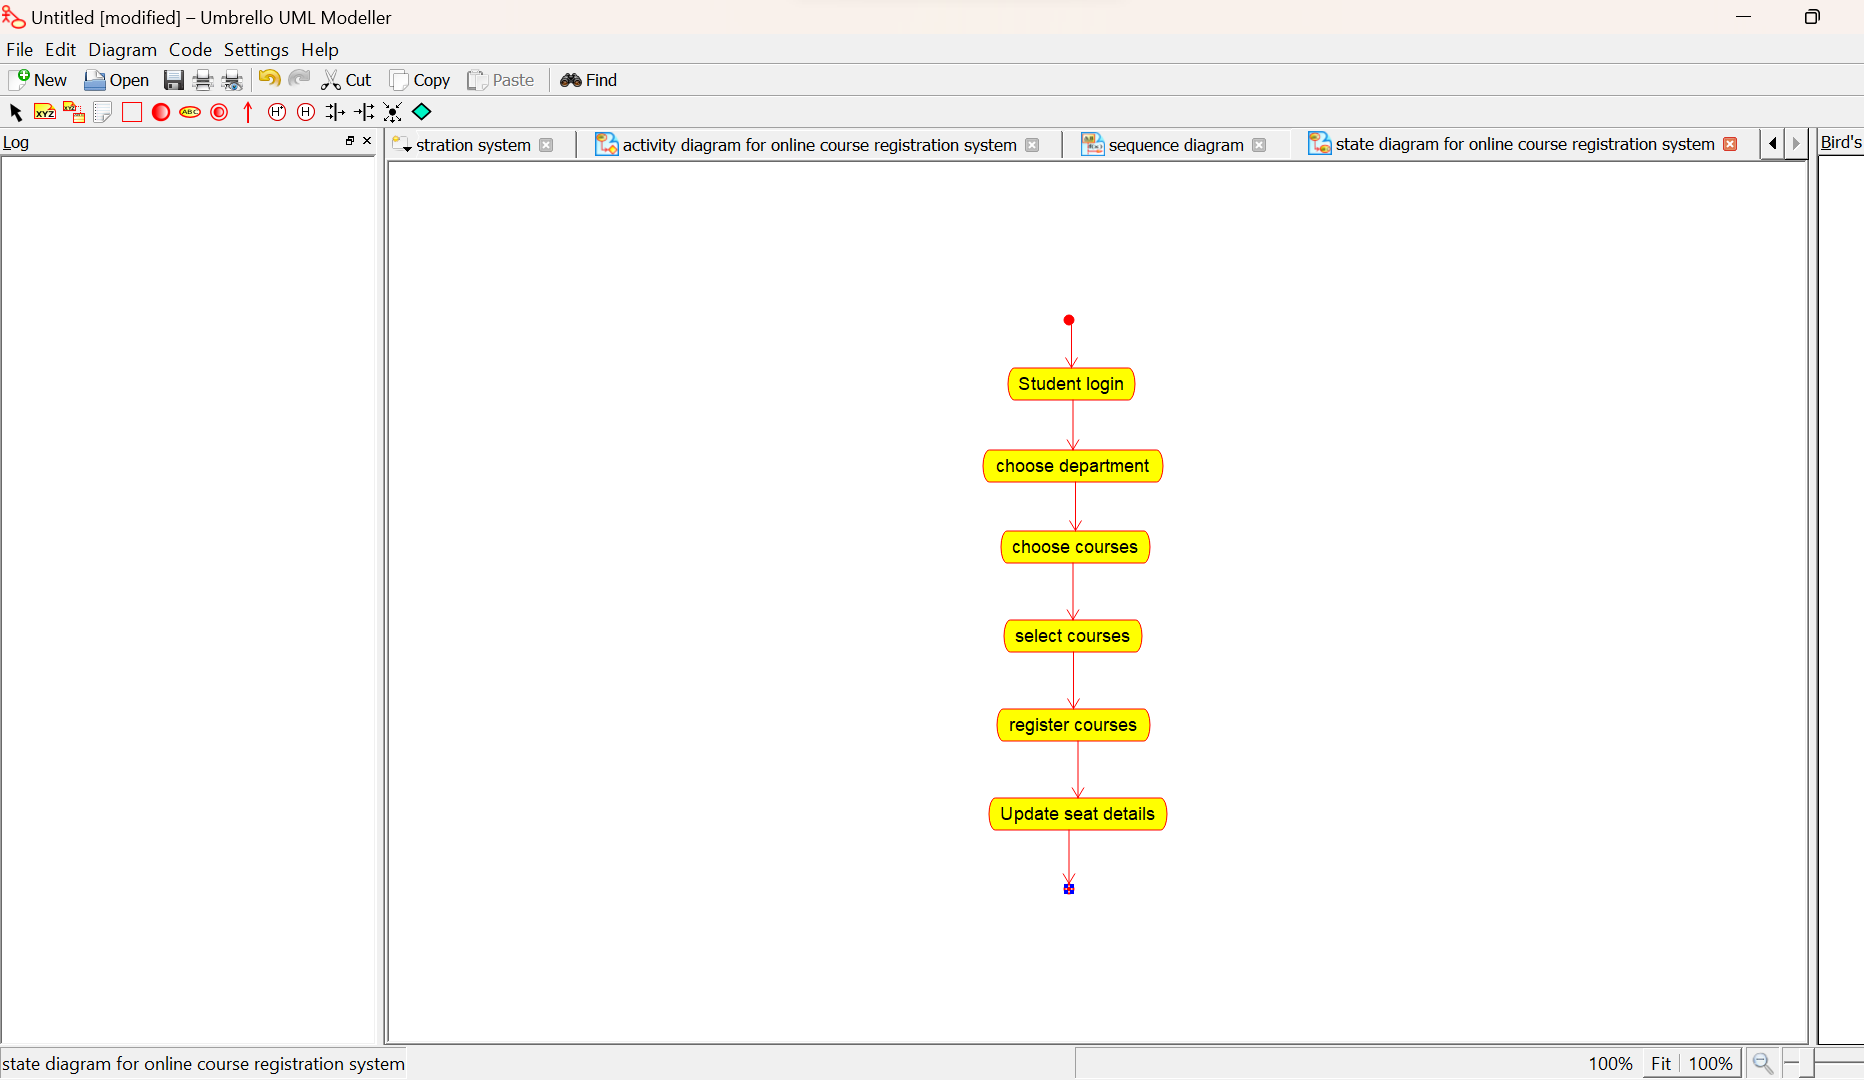 Untitled [modified] – Umbrello UML Modeller
File Edit Diagram Code Settings Help
New Open Cut Copy Paste Find
XYZ XYZ ABC H* H
Log
stration system
activity diagram for online course registration system
sequence diagram
state diagram for online course registration system
Bird's
Student login
choose department
choose courses
select courses
register courses
Update seat details
state diagram for online course registration system
100% Fit 100%